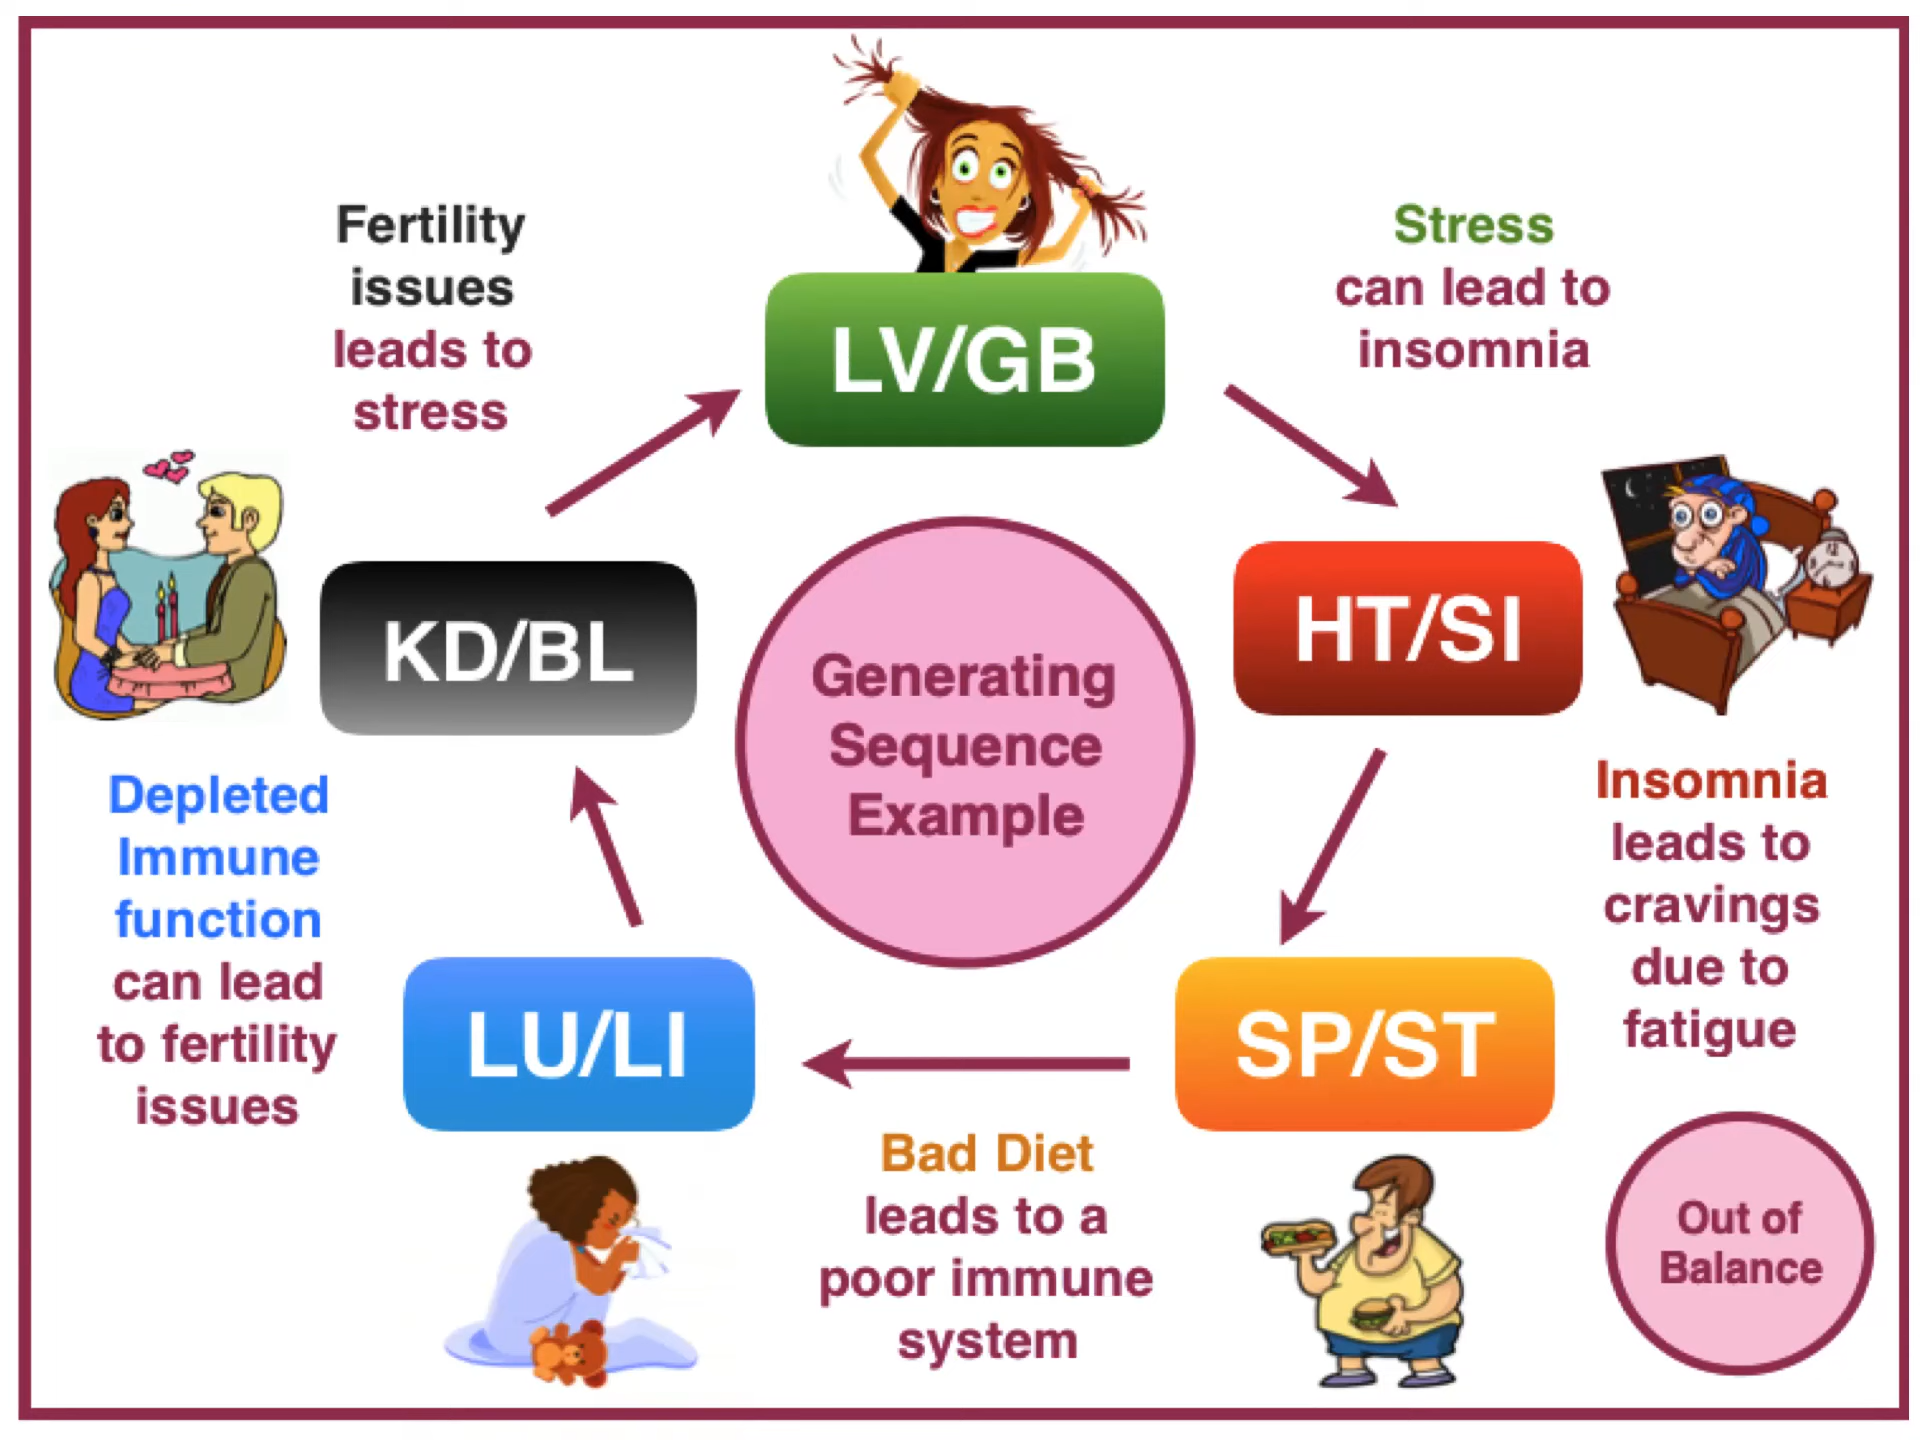 Fertility
issues
leads to
stress
LV/GB
Stress
can lead to
insomnia
KD/BL
Generating
Sequence
Example
HT/SI
Depleted
Immune
function
can lead
to fertility
issues
Insomnia
leads to
cravings
due to
fatigue
LU/LI
SP/ST
Bad Diet
leads to a
poor immune
system
Out of
Balance